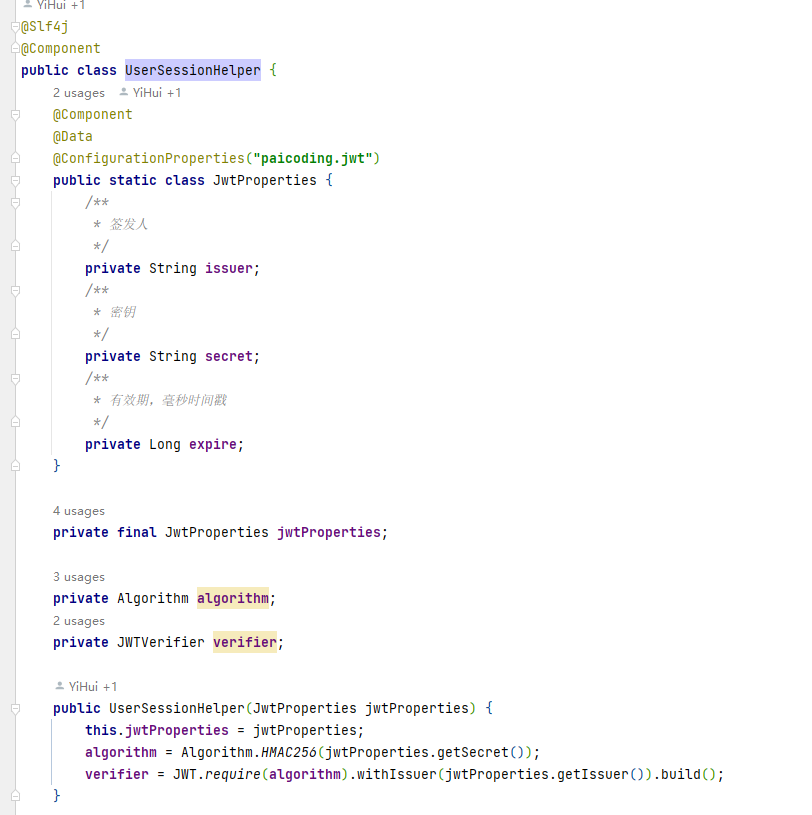 YiHui +1
@Slf4j
@Component
public class UserSessionHelper {
2 usages YiHui +1
@Component
@Data
@ConfigurationProperties("paicoding.jwt")
public static class JwtProperties {
/**
* 签发人
*/
private String issuer;
/**
* 密钥
*/
private String secret;
/**
* 有效期，毫秒时间戳
*/
private Long expire;
}
4 usages
private final JwtProperties jwtProperties;
3 usages
private Algorithm algorithm;
2 usages
private JWTVerifier verifier;
YiHui +1
public UserSessionHelper(JwtProperties jwtProperties) {
this.jwtProperties = jwtProperties;
algorithm = Algorithm.HMAC256(jwtProperties.getSecret());
verifier = JWT.require(algorithm).withIssuer(jwtProperties.getIssuer()).build();
}